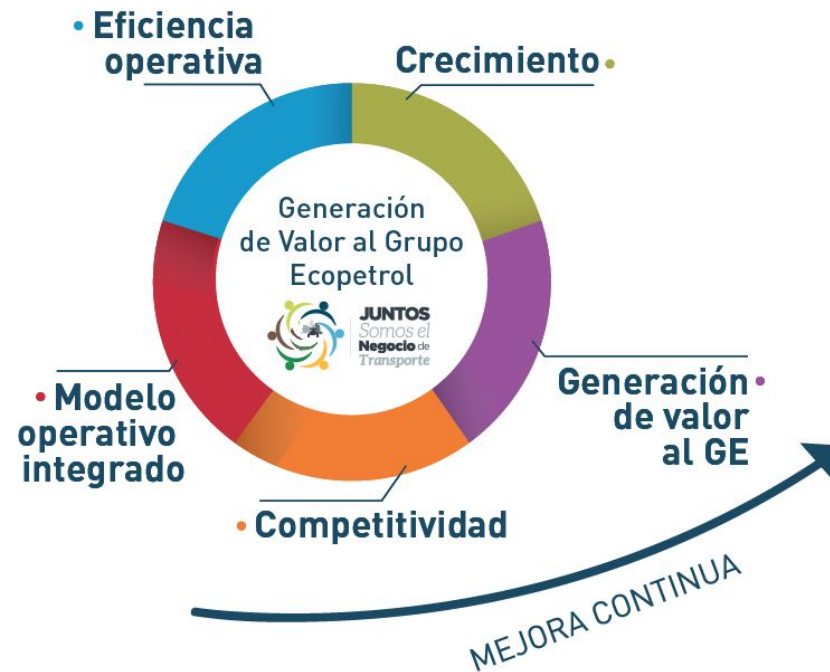 • Eficiencia
operativa
Crecimiento •
Generación
de Valor al Grupo
Ecopetrol
JUNTOS
Somos el
Negocio de
Transporte
Generación •
de valor
al GE
• Modelo
operativo
integrado
• Competitividad
MEJORA CONTINUA